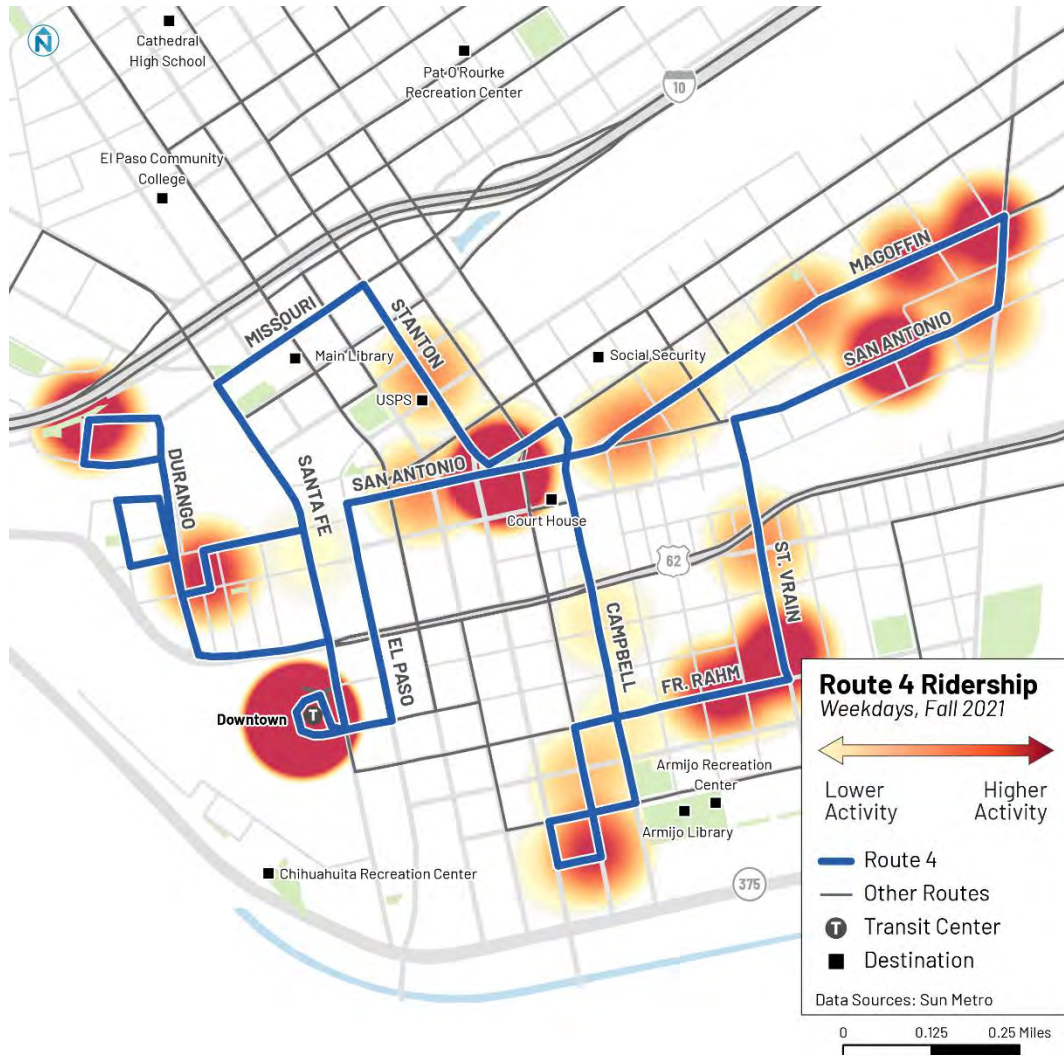 N
Cathedral
High School
Pat O'Rourke
Recreation Center
10
El Paso Community
College
MAGOFFIN
MISSOURI
STANTON
Main Library
Social Security
SAN ANTONIO
USPS
DURANGO
SANTA FE
SAN ANTONIO
Court House
62
ST. VRAIN
EL PASO
CAMPBELL
FR. RAHM
Downtown
T
Armijo Recreation
Center
Armijo Library
Chihuahuita Recreation Center
375
Route 4 Ridership
Weekdays, Fall 2021
Lower
Activity
Higher
Activity
Route 4
Other Routes
T Transit Center
Destination
Data Sources: Sun Metro
0 0.125 0.25 Miles